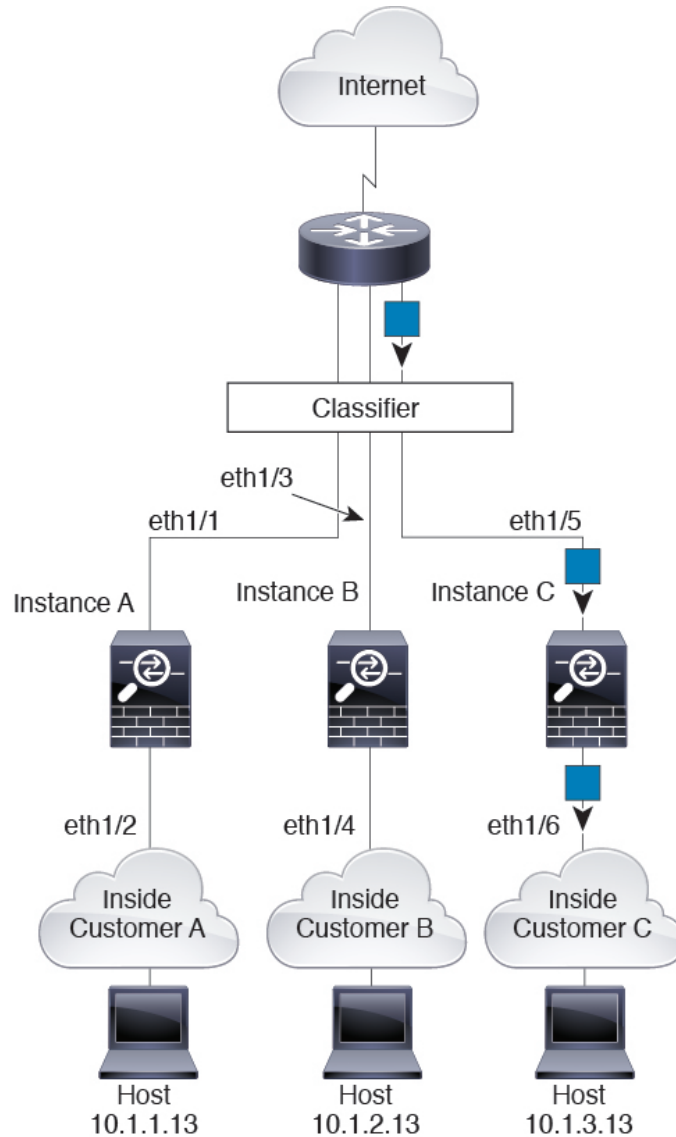 Internet
Classifier
eth1/3
eth1/1
eth1/5
Instance A
Instance B
Instance C
eth1/2
eth1/4
eth1/6
Inside
Customer A
Inside
Customer B
Inside
Customer C
Host
10.1.1.13
Host
10.1.2.13
Host
10.1.3.13